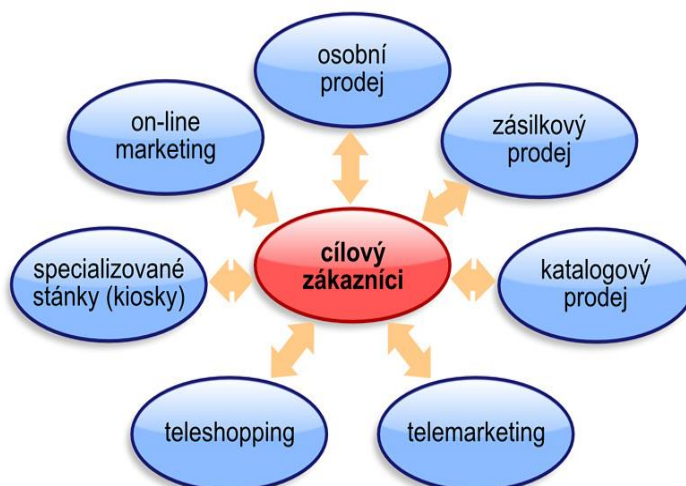 osobní
prodej
on-line
marketing
zásilkový
prodej
cílový
zákazníci
specializované
stánky (kiosky)
katalogový
prodej
teleshopping
telemarketing